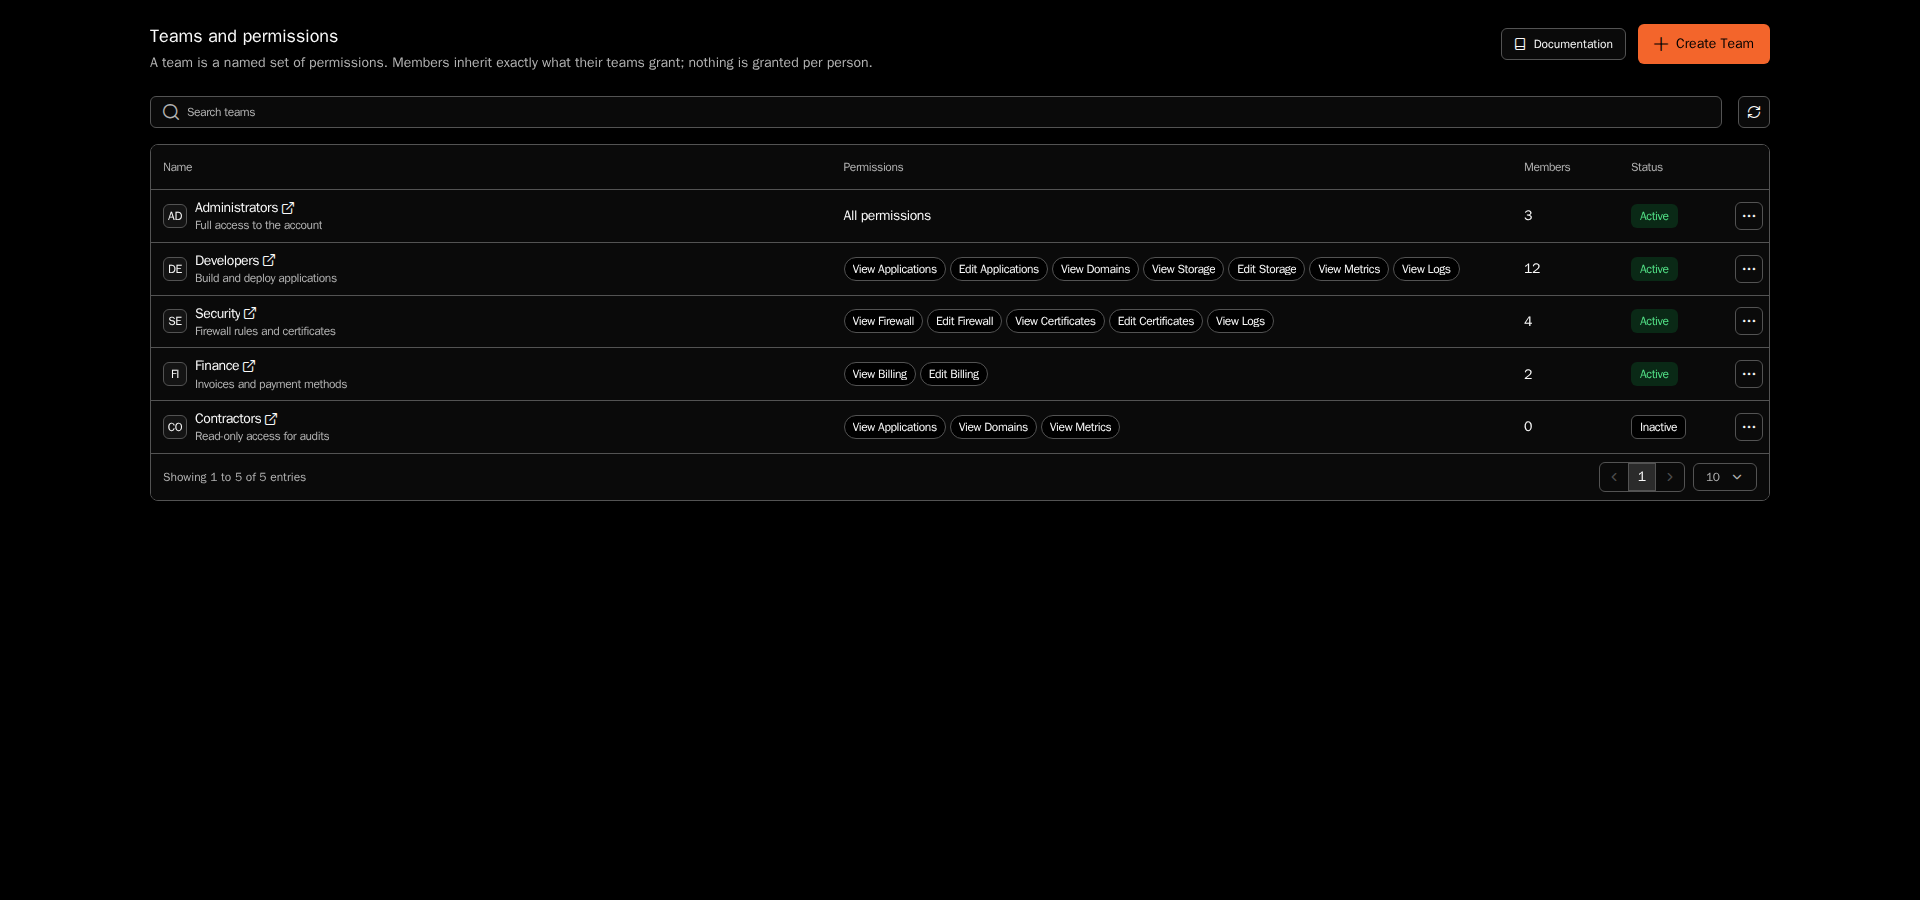 Teams and permissions
A team is a named set of permissions. Members inherit exactly what their teams grant; nothing is granted per person.
Documentation
Create Team
Search teams
Name Permissions Members Status
AD Administrators All permissions 3 Active
Full access to the account
DE Developers View Applications Edit Applications View Domains View Storage Edit Storage View Metrics View Logs 12 Active
Build and deploy applications
SE Security View Firewall Edit Firewall View Certificates Edit Certificates View Logs 4 Active
Firewall rules and certificates
FI Finance View Billing Edit Billing 2 Active
Invoices and payment methods
CO Contractors View Applications View Domains View Metrics 0 Inactive
Read-only access for audits
Showing 1 to 5 of 5 entries 1 10